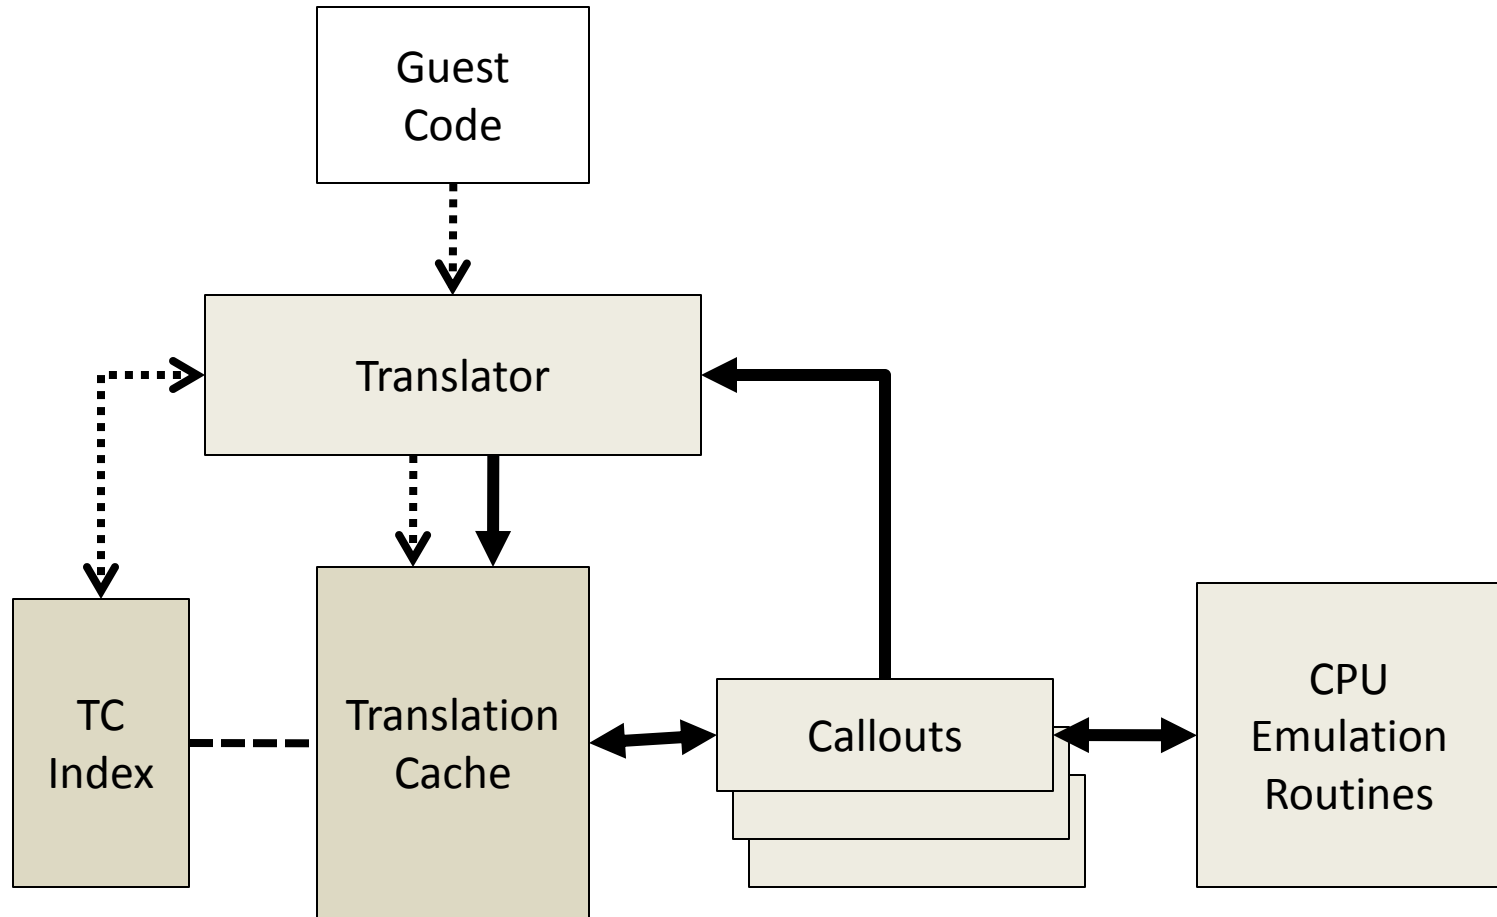 Guest
Code
Translator
TC
Index
Translation
Cache
Callouts
CPU
Emulation
Routines